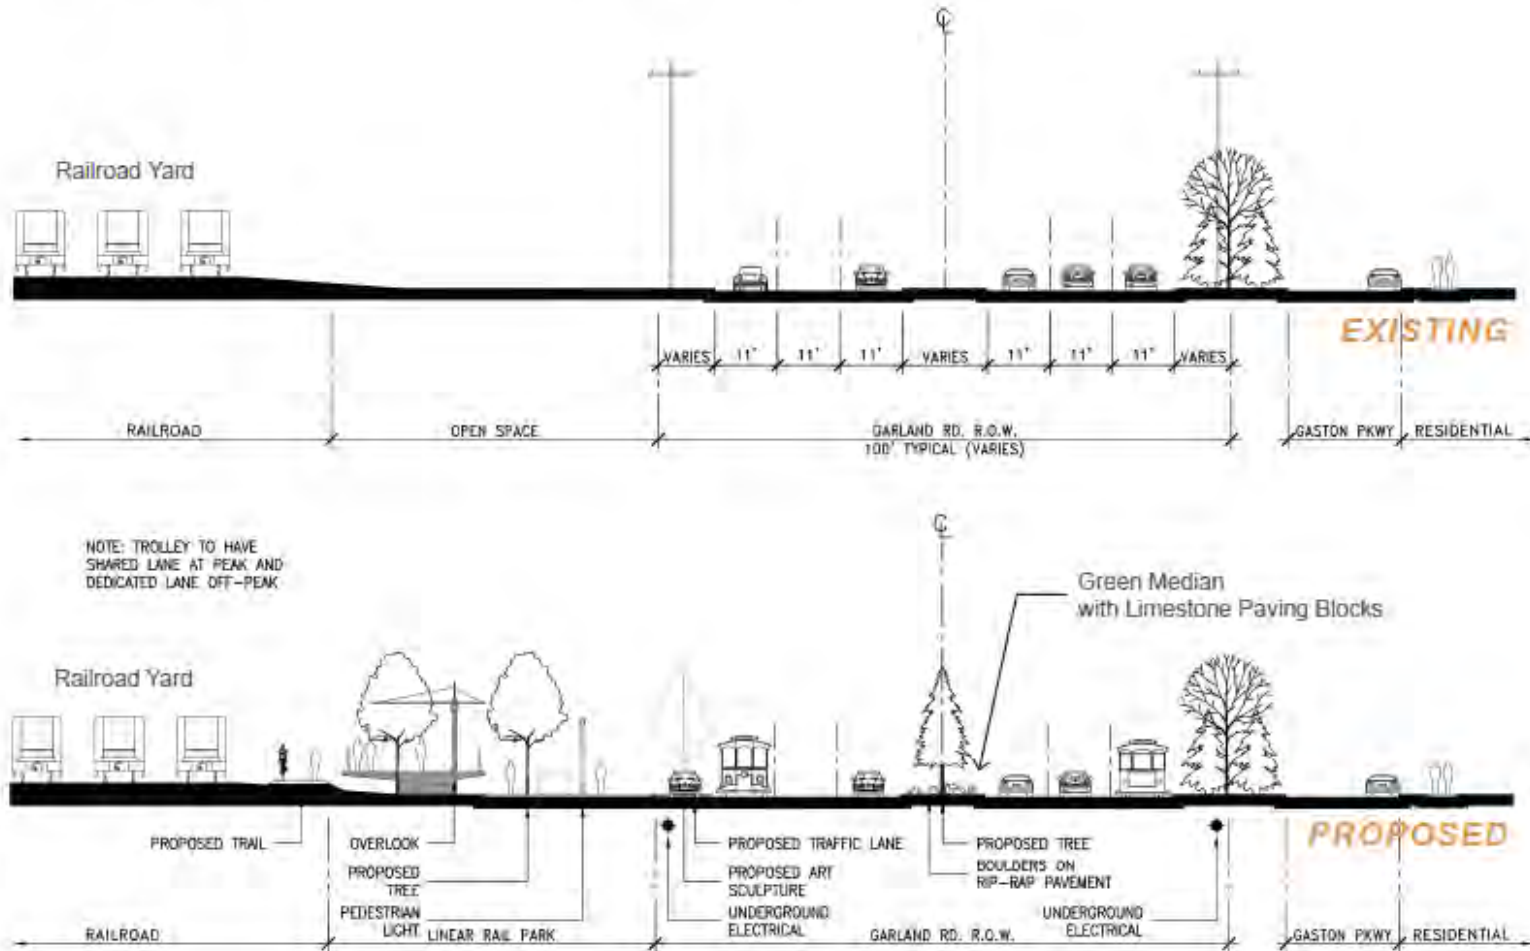 ℄
Railroad Yard
EXISTING
VARIES 11' 11' 11' VARIES 11' 11' 11' VARIES
RAILROAD OPEN SPACE GARLAND RD. R.O.W. GASTON PKWY RESIDENTIAL
100' TYPICAL (VARIES)
℄
NOTE: TROLLEY TO HAVE
SHARED LANE AT PEAK AND
DEDICATED LANE OFF-PEAK
Green Median
with Limestone Paving Blocks
Railroad Yard
PROPOSED
PROPOSED TRAIL
OVERLOOK
PROPOSED
TREE
PEDESTRIAN
LIGHT
PROPOSED TRAFFIC LANE
PROPOSED ART
SCULPTURE
UNDERGROUND
ELECTRICAL
PROPOSED TREE
BOULDERS ON
RIP-RAP PAVEMENT
UNDERGROUND
ELECTRICAL
RAILROAD LINEAR RAIL PARK GARLAND RD. R.O.W. GASTON PKWY RESIDENTIAL